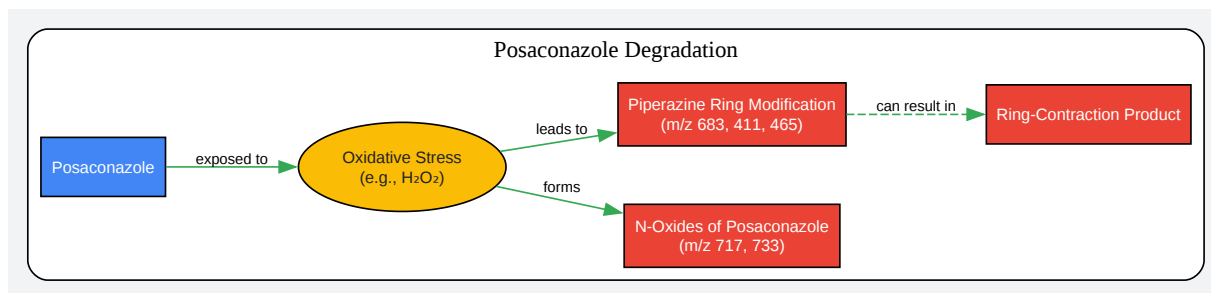 Posaconazole Degradation
Posaconazole
exposed to
Oxidative Stress
(e.g., H₂O₂)
leads to
Piperazine Ring Modification
(m/z 683, 411, 465)
can result in
Ring-Contraction Product
forms
N-Oxides of Posaconazole
(m/z 717, 733)